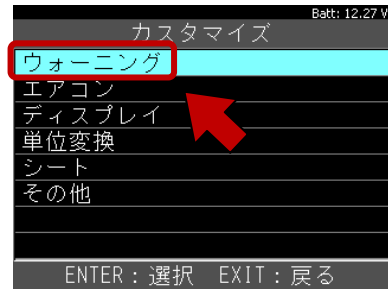 Batt: 12.27 V
カスタマイズ
ウォーニング
エアコン
ディスプレイ
単位変換
シート
その他
ENTER：選択　EXIT：戻る